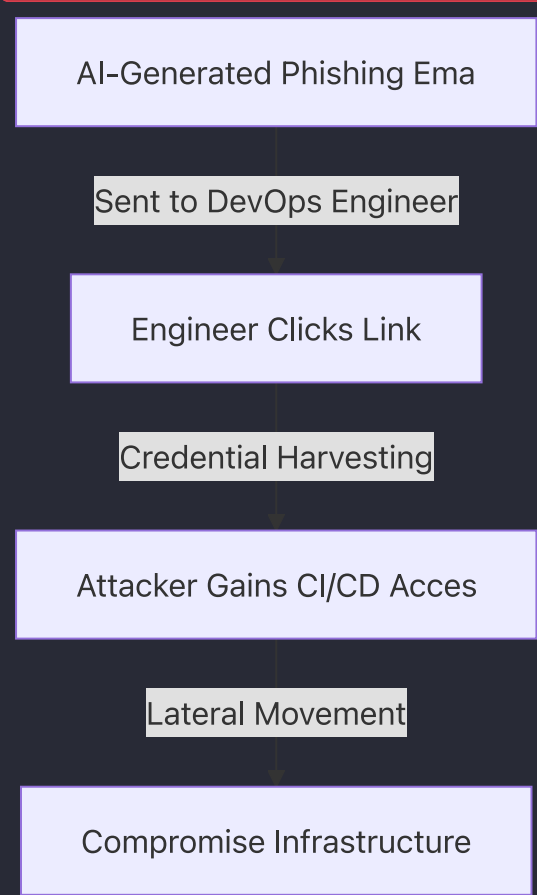 AI-Generated Phishing Ema
Sent to DevOps Engineer
Engineer Clicks Link
Credential Harvesting
Attacker Gains CI/CD Acces
Lateral Movement
Compromise Infrastructure